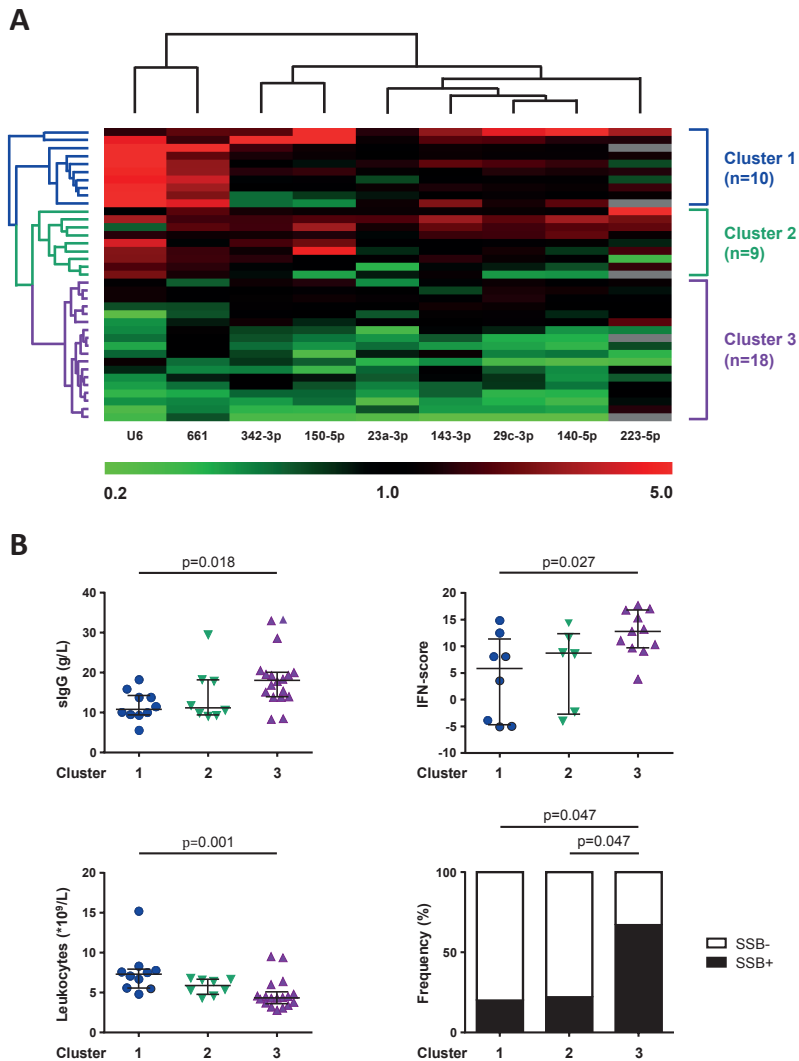 A
Cluster 1
(n=10)
Cluster 2
(n=9)
Cluster 3
(n=18)
U6 661 342-3p 150-5p 23a-3p 143-3p 29c-3p 140-5p 223-5p
0.2 1.0 5.0
B
p=0.018
sIgG (g/L)
40
30
20
10
0
Cluster 1 2 3
p=0.027
IFN-score
20
15
10
5
0
-5
-10
Cluster 1 2 3
p=0.001
Leukocytes (*10⁹/L)
20
15
10
5
0
Cluster 1 2 3
p=0.047
p=0.047
Frequency (%)
100
50
0
Cluster 1 2 3
SSB-
SSB+